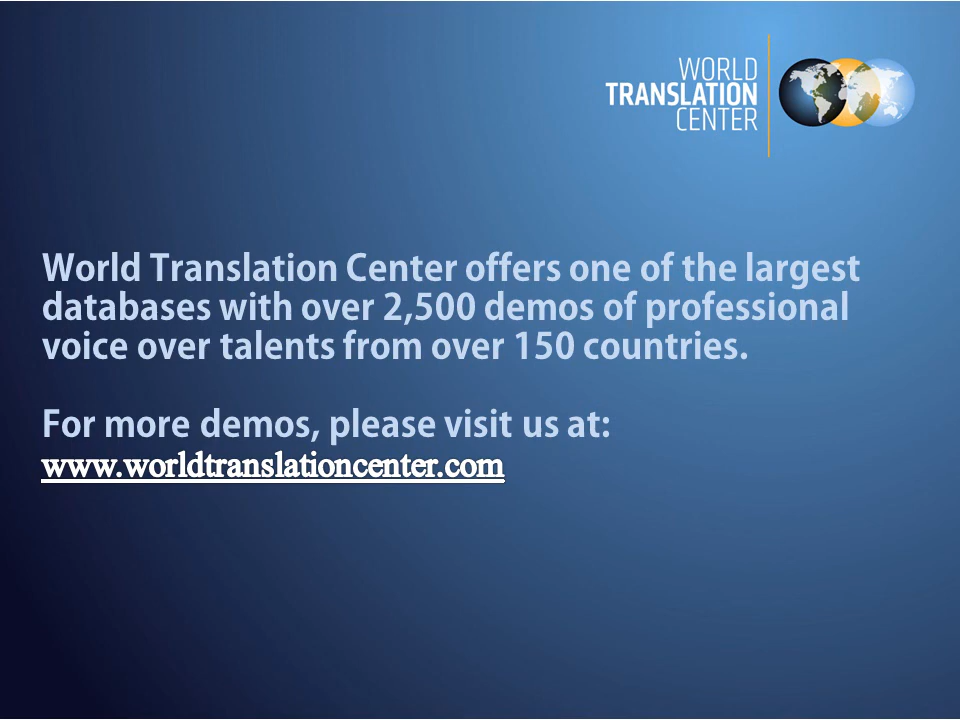 WORLD
TRANSLATION
CENTER
World Translation Center offers one of the largest
databases with over 2,500 demos of professional
voice over talents from over 150 countries.
For more demos, please visit us at:
www.worldtranslationcenter.com